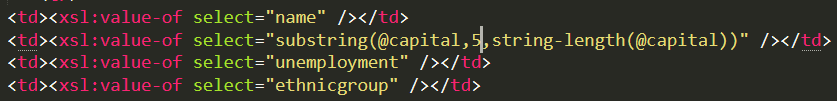 <td><xsl:value-of select="name" /></td>
<td><xsl:value-of select="substring(@capital,5,string-length(@capital))" /></td>
<td><xsl:value-of select="unemployment" /></td>
<td><xsl:value-of select="ethnicgroup" /></td>